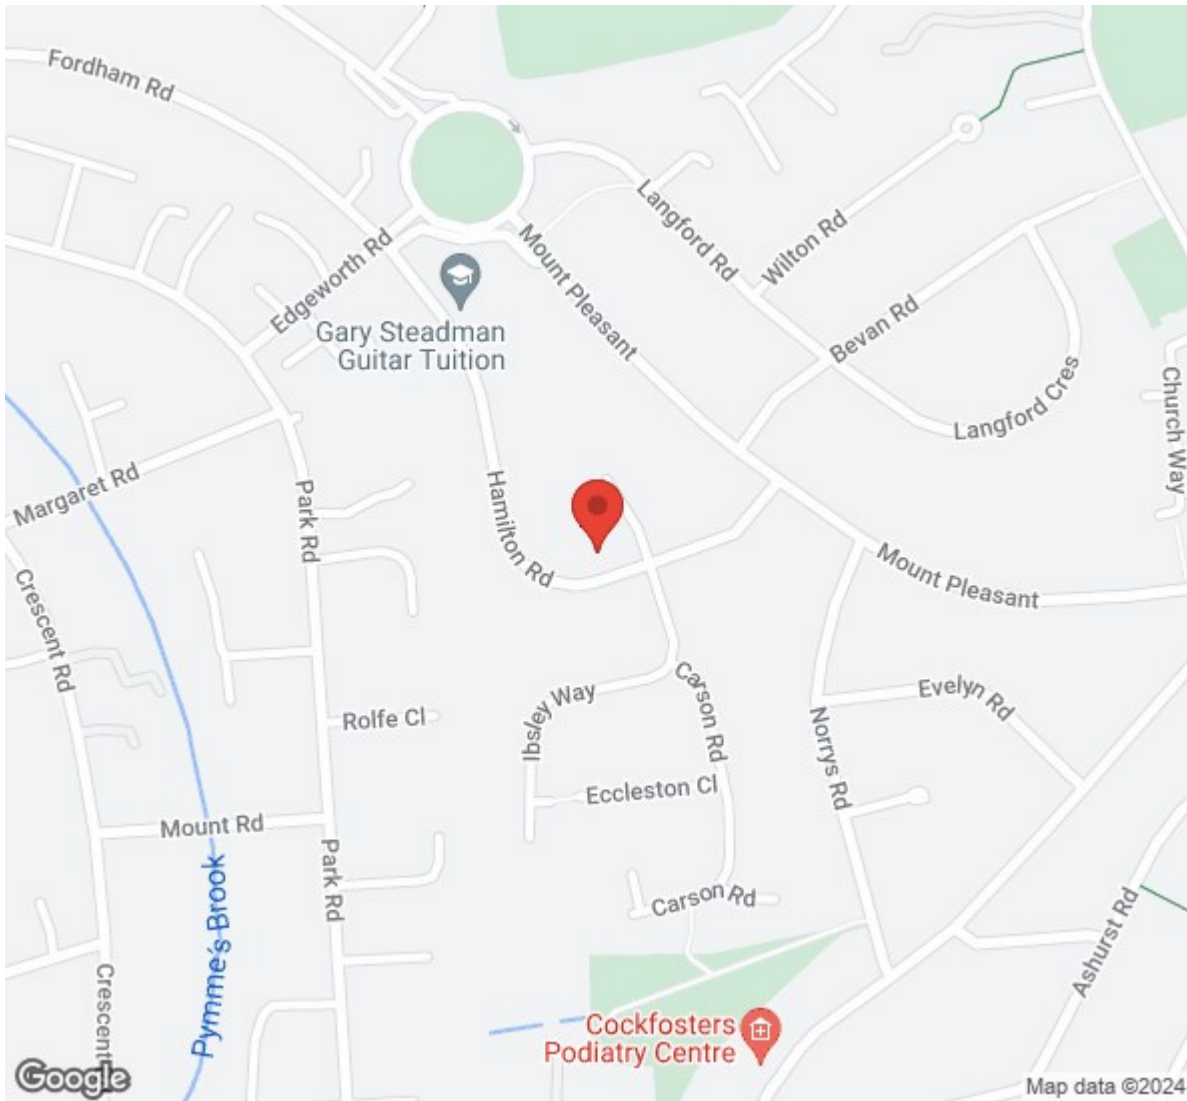 Fordham Rd
Langford Rd
Wilton Rd
Edgeworth Rd
Mount Pleasant
Gary Steadman
Guitar Tuition
Bevan Rd
Langford Cres
Church Way
Margaret Rd
Park Rd
Hamilton Rd
Mount Pleasant
Crescent Rd
Carson Rd
Evelyn Rd
Ibsley Way
Rolfe Cl
Norrys Rd
Eccleston Cl
Mount Rd
Park Rd
Pymme's Brook
Carson Rd
Ashurst Rd
Crescent
Cockfosters
Podiatry Centre
Google
Map data ©2024